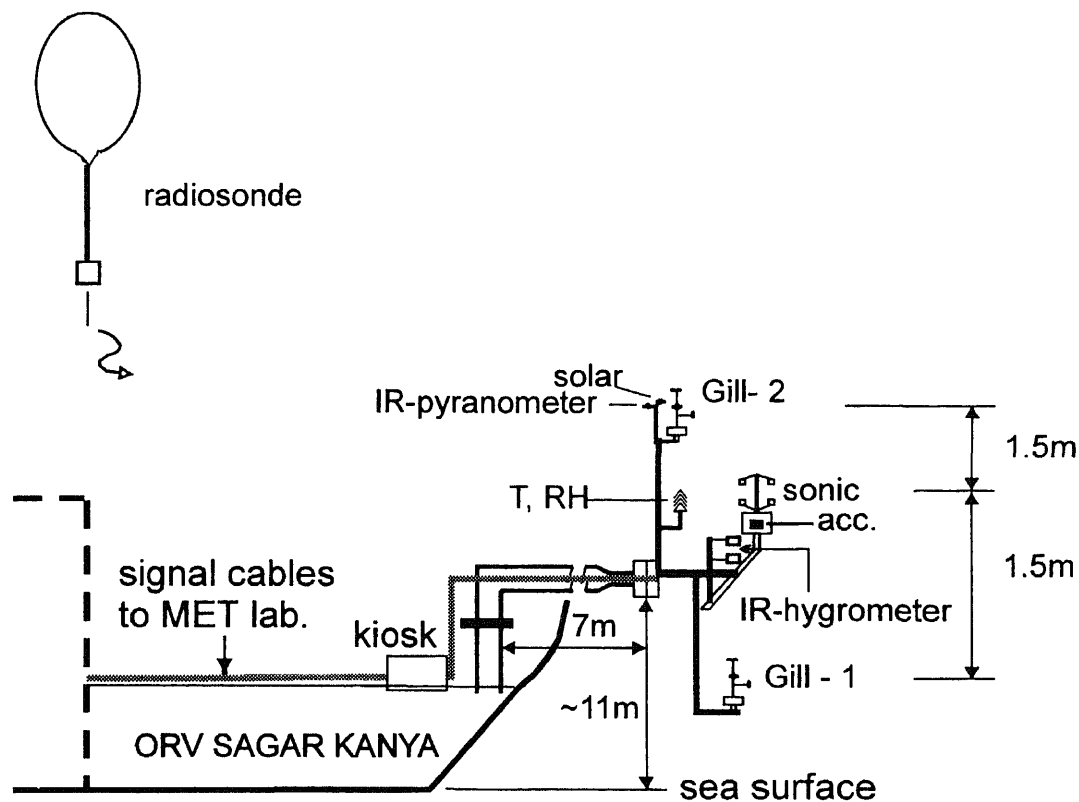 radiosonde
solar
IR-pyranometer
Gill- 2
1.5m
T, RH
sonic
acc.
1.5m
signal cables
to MET lab.
IR-hygrometer
kiosk
7m
Gill - 1
~11m
ORV SAGAR KANYA
sea surface